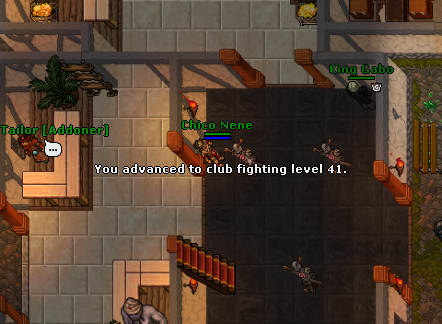 King Gabo
Chico Nene
Tailor [Addoner]
You advanced to club fighting level 41.